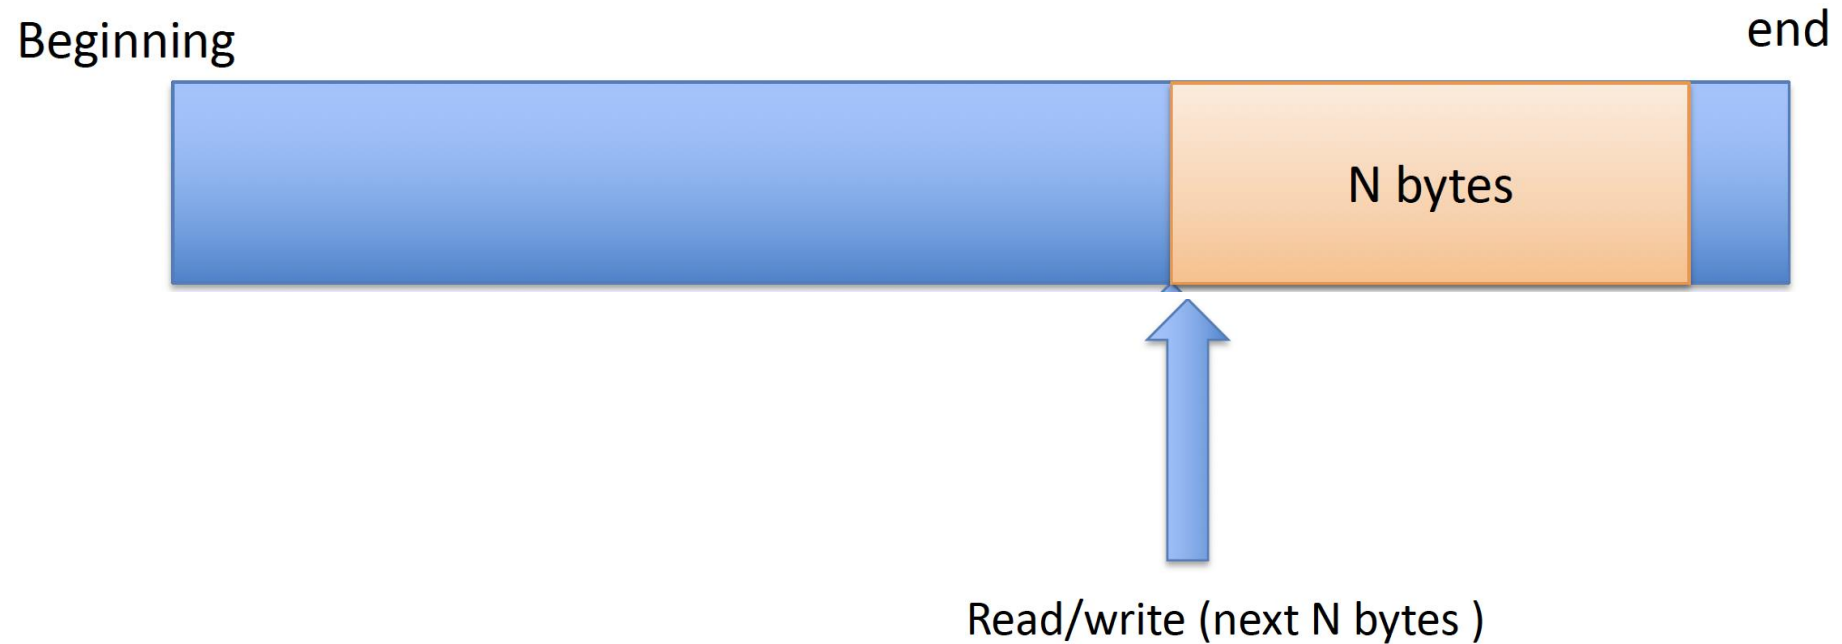 Beginning
end
N bytes
Read/write (next N bytes )